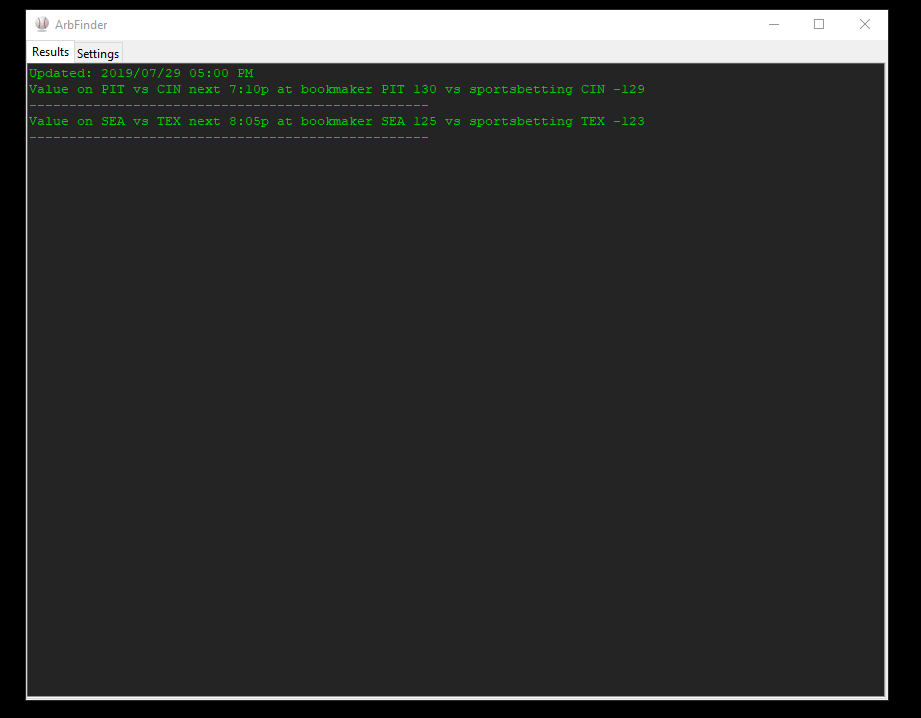 ArbFinder
Results Settings
Updated: 2019/07/29 05:00 PM
Value on PIT vs CIN next 7:10p at bookmaker PIT 130 vs sportsbetting CIN -129
--------------------------------------------------
Value on SEA vs TEX next 8:05p at bookmaker SEA 125 vs sportsbetting TEX -123
--------------------------------------------------